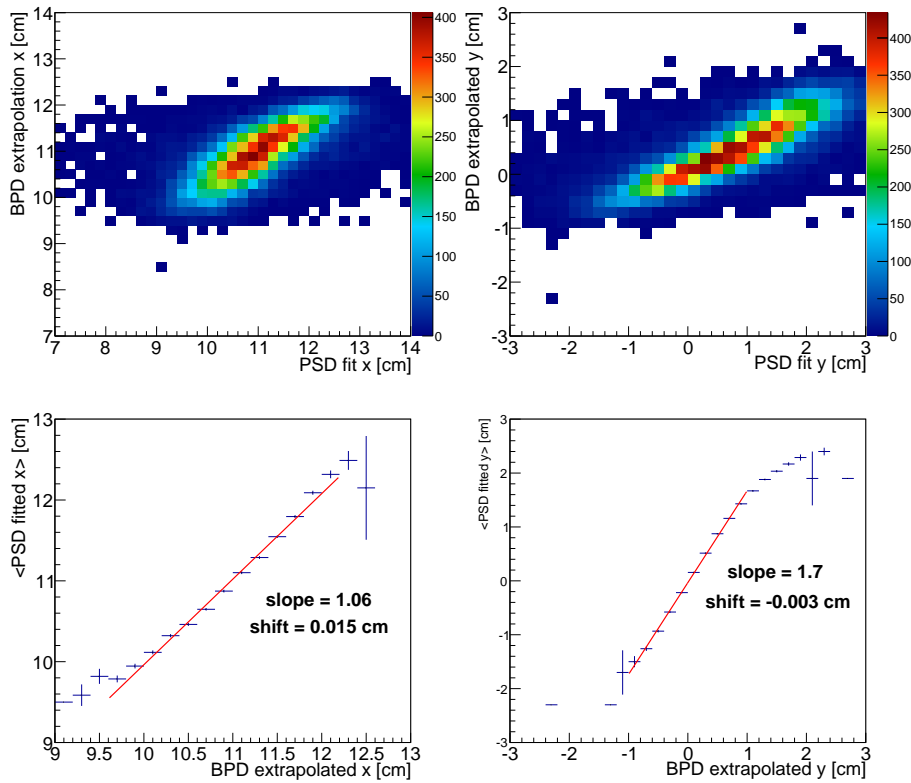 BPD extrapolation x [cm]
14
13
12
11
10
9
8
7
7 8 9 10 11 12 13 14
PSD fit x [cm]
400
350
300
250
200
150
100
50
0
BPD extrapolated y [cm]
3
2
1
0
-1
-2
-3
-3 -2 -1 0 1 2 3
PSD fit y [cm]
400
350
300
250
200
150
100
50
0
<PSD fitted x> [cm]
13
12
11
10
9
slope = 1.06
shift = 0.015 cm
9 9.5 10 10.5 11 11.5 12 12.5 13
BPD extrapolated x [cm]
<PSD fitted y> [cm]
3
2
1
0
-1
-2
-3
slope = 1.7
shift = -0.003 cm
-3 -2 -1 0 1 2 3
BPD extrapolated y [cm]